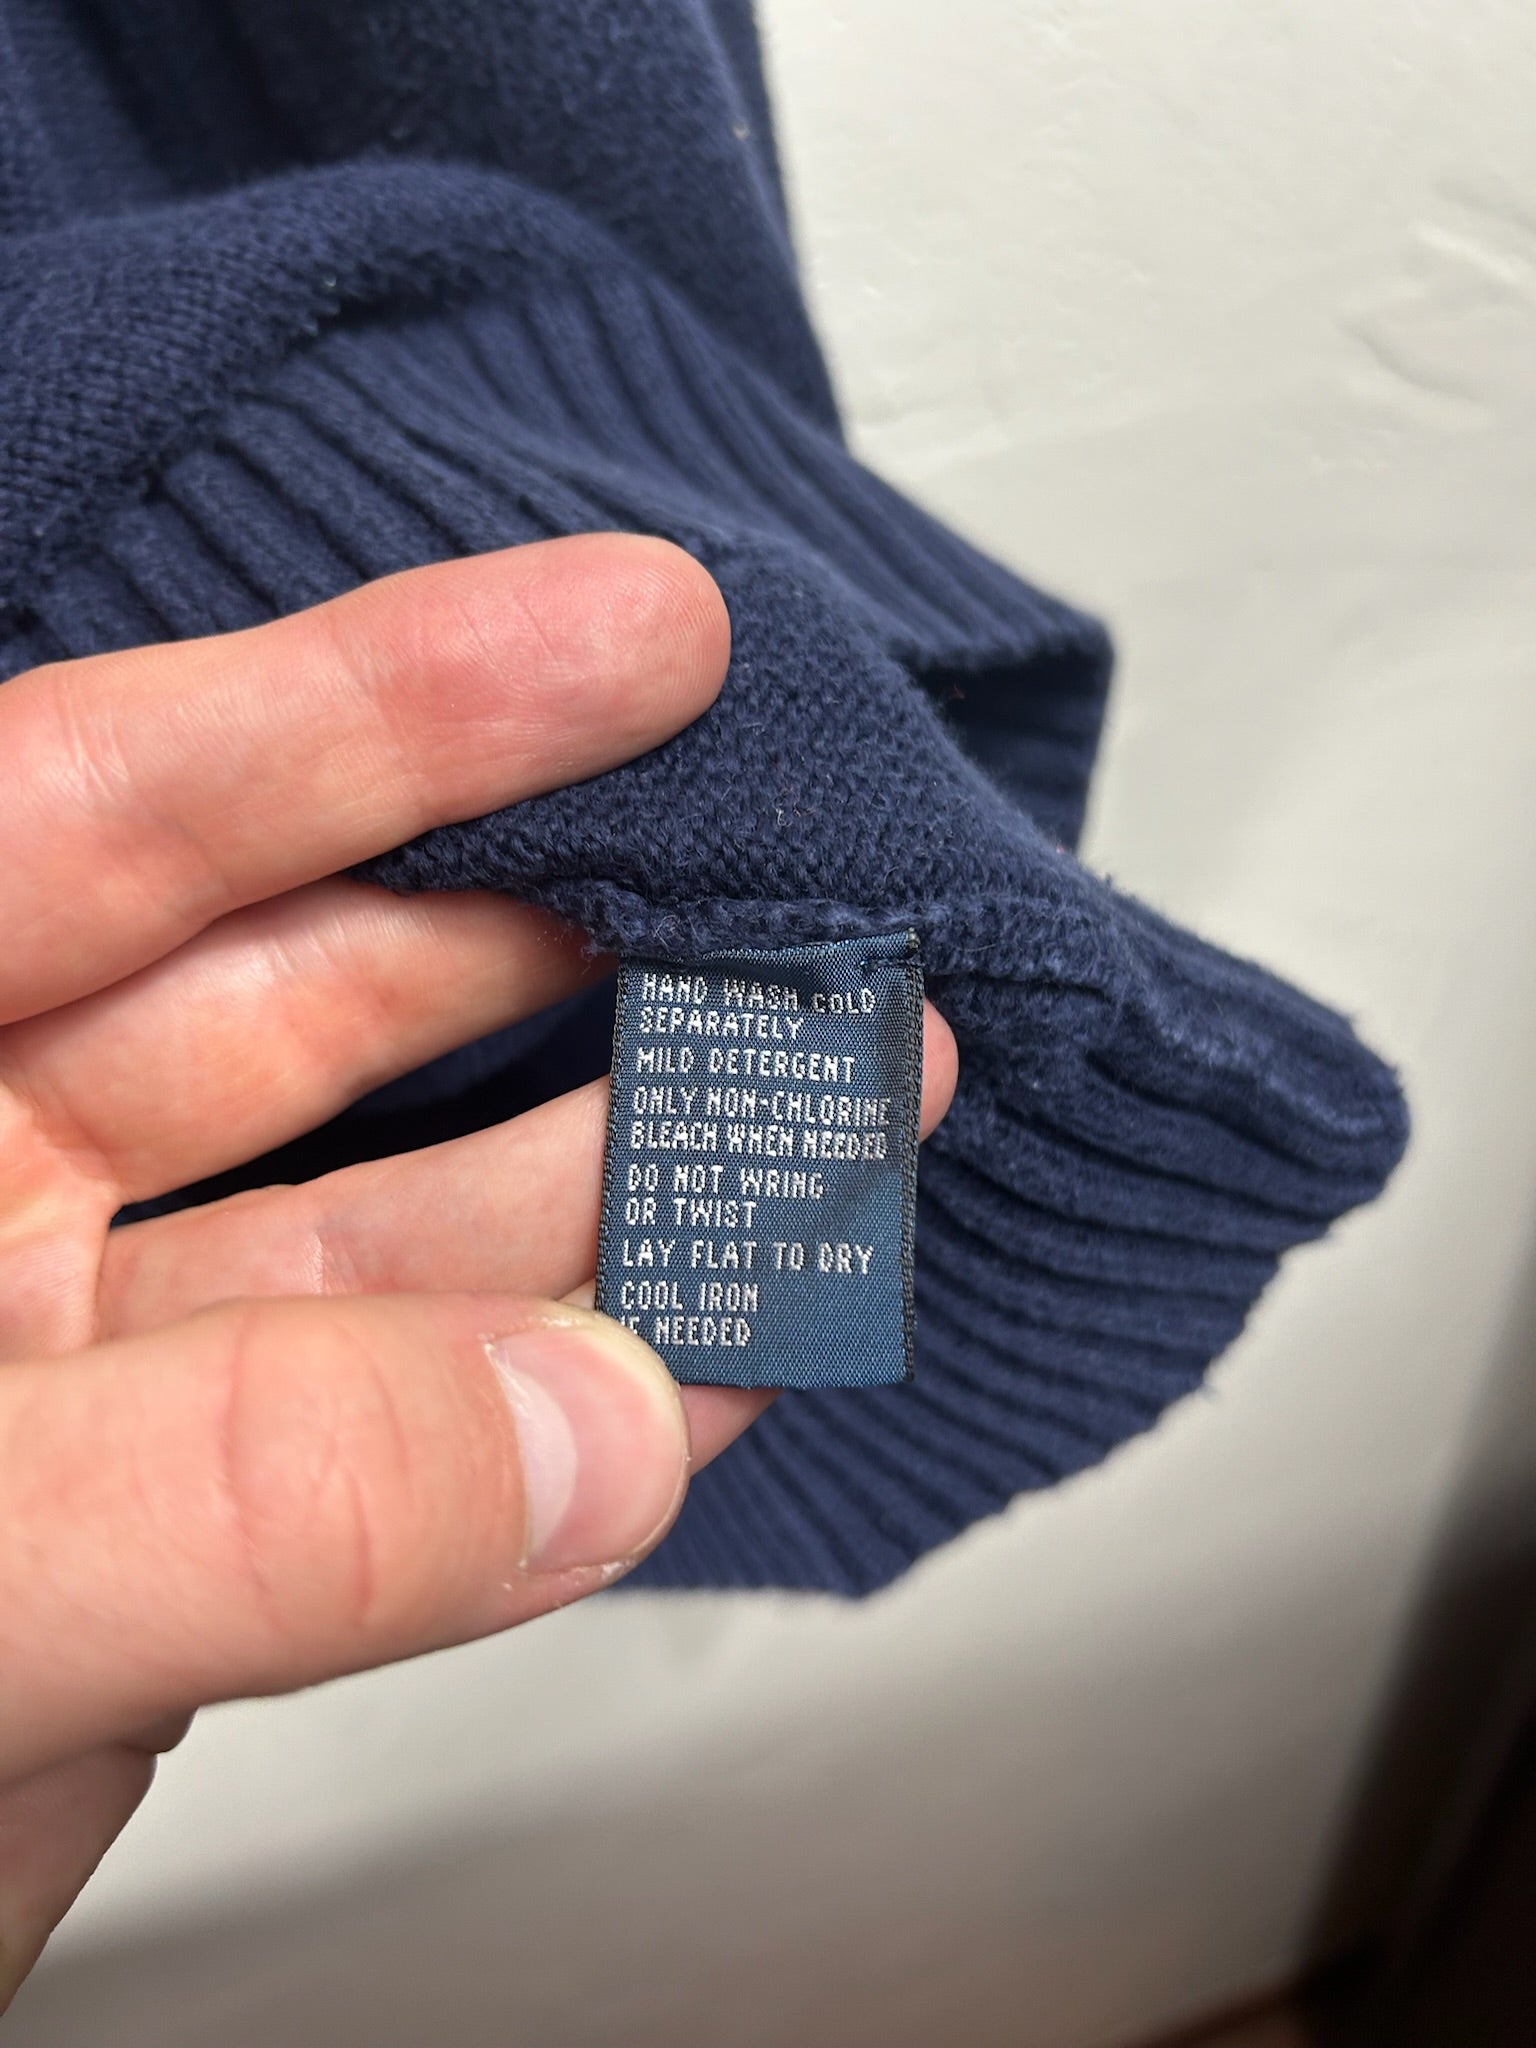 HAND WASH COLD
SEPARATELY
MILD DETERGENT
ONLY NON-CHLORINE
BLEACH WHEN NEEDED
DO NOT WRING
OR TWIST
LAY FLAT TO DRY
COOL IRON
IF NEEDED